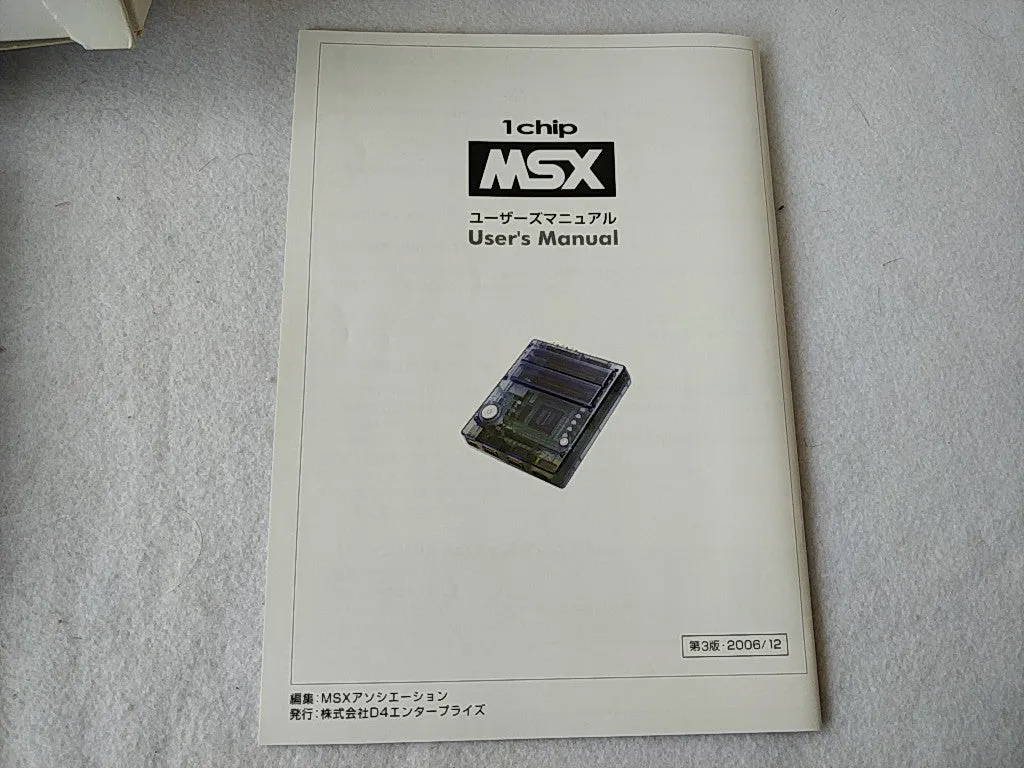 1chip
MSX
ユーザーズマニュアル
User's Manual
第3版・2006/12
編集:MSXアソシエーション
発行:株式会社D4エンタープライズ